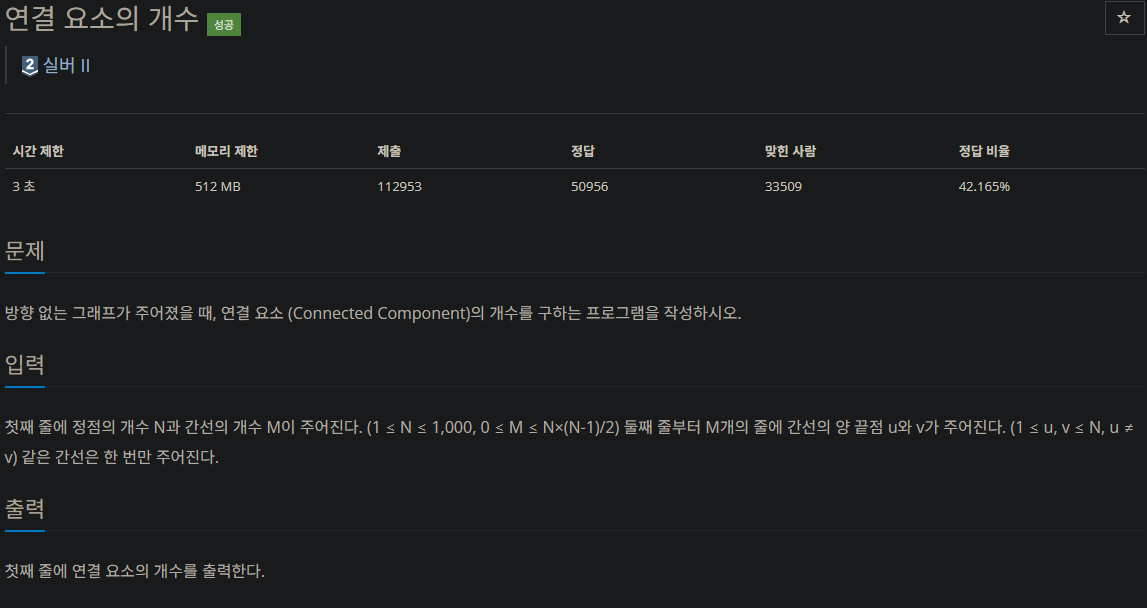 연결 요소의 개수 성공
☆
2 실버 II
시간 제한 메모리 제한 제출 정답 맞힌 사람 정답 비율
3 초 512 MB 112953 50956 33509 42.165%
문제
방향 없는 그래프가 주어졌을 때, 연결 요소 (Connected Component)의 개수를 구하는 프로그램을 작성하시오.
입력
첫째 줄에 정점의 개수 N과 간선의 개수 M이 주어진다. (1 ≤ N ≤ 1,000, 0 ≤ M ≤ N×(N-1)/2) 둘째 줄부터 M개의 줄에 간선의 양 끝점 u와 v가 주어진다. (1 ≤ u, v ≤ N, u ≠
v) 같은 간선은 한 번만 주어진다.
출력
첫째 줄에 연결 요소의 개수를 출력한다.